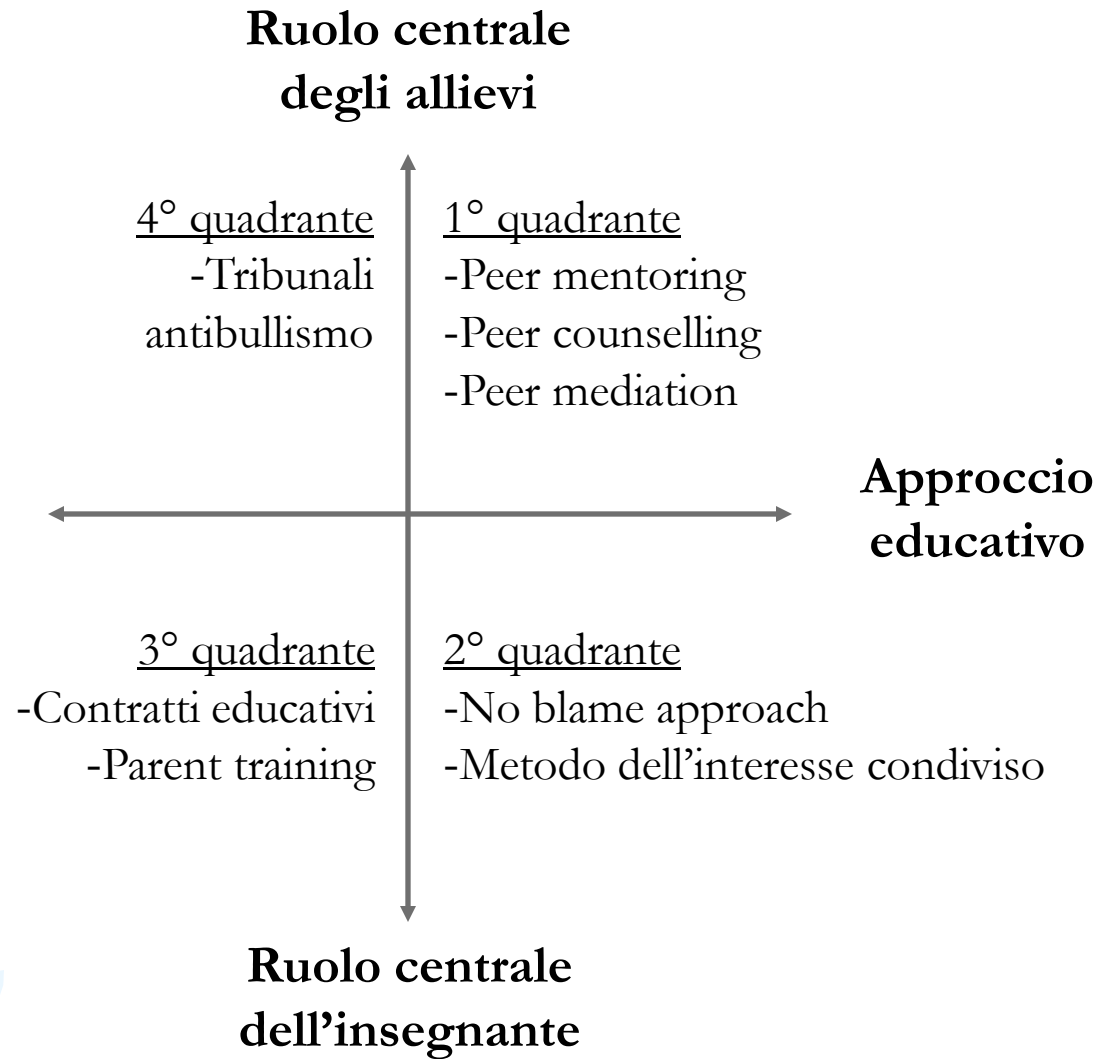 Ruolo centrale
degli allievi
4° quadrante
-Tribunali
antibullismo
1° quadrante
-Peer mentoring
-Peer counselling
-Peer mediation
Approccio
educativo
3° quadrante
-Contratti educativi
-Parent training
2° quadrante
-No blame approach
-Metodo dell’interesse condiviso
Ruolo centrale
dell’insegnante